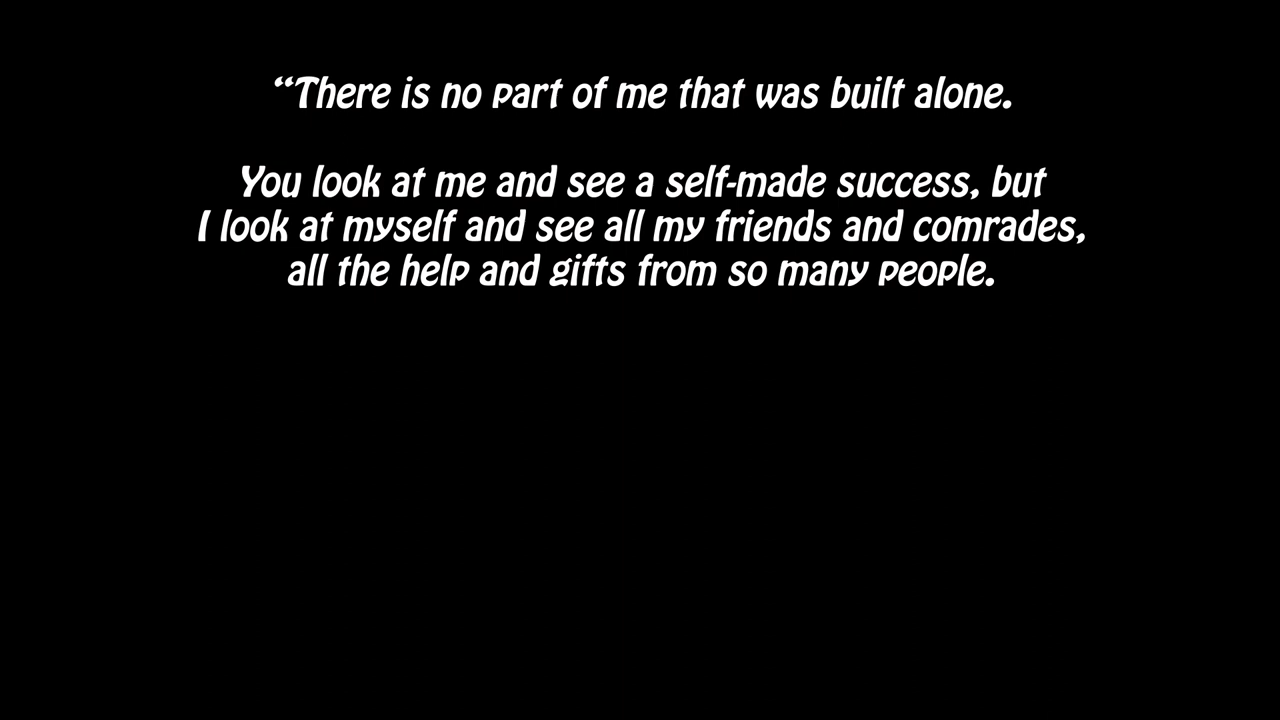 “There is no part of me that was built alone.
You look at me and see a self-made success, but
I look at myself and see all my friends and comrades,
all the help and gifts from so many people.